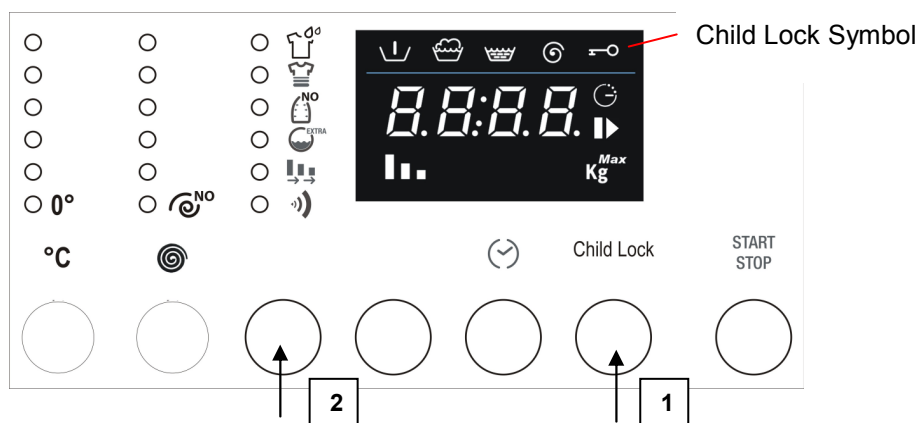 Child Lock Symbol
NO
EXTRA
8.8:8.8.
Max
Kg
0°
NO
°C
Child Lock
START
STOP
2
1